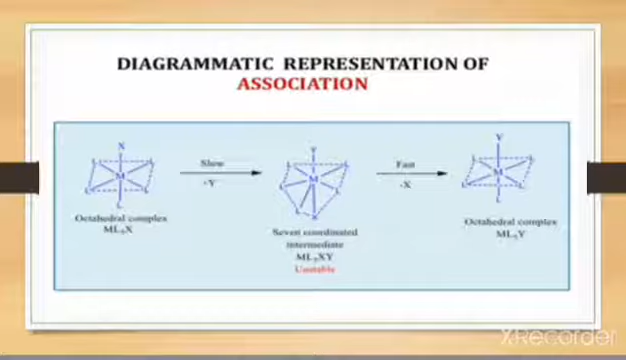 DIAGRAMMATIC REPRESENTATION OF
ASSOCIATION
X
L L
M
L L
L
Octahedral complex
ML₅X
Slow
+Y
Y
L L
M
L L
L X
Seven coordinated
intermediate
ML₅XY
Unstable
Fast
-X
Y
L L
M
L L
L
Octahedral complex
ML₅Y
XRecorder